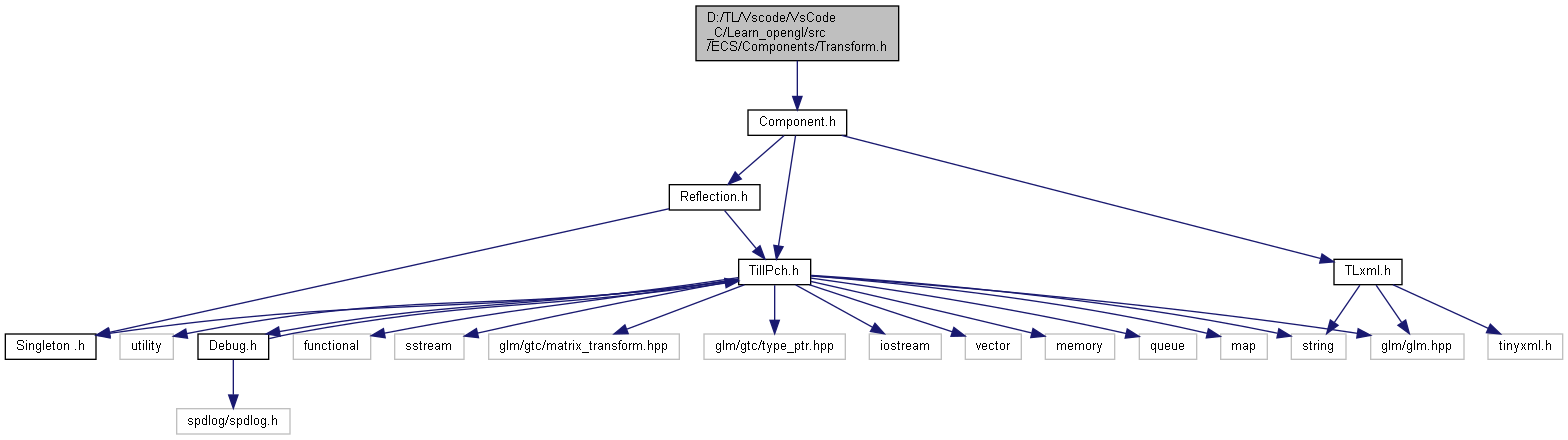 D:/TL/Vscode/VsCode
_C/Learn_opengl/src
/ECS/Components/Transform.h
Component.h
Reflection.h
TillPch.h
TLxml.h
Singleton .h
utility
Debug.h
functional
sstream
glm/gtc/matrix_transform.hpp
glm/gtc/type_ptr.hpp
iostream
vector
memory
queue
map
string
glm/glm.hpp
tinyxml.h
spdlog/spdlog.h